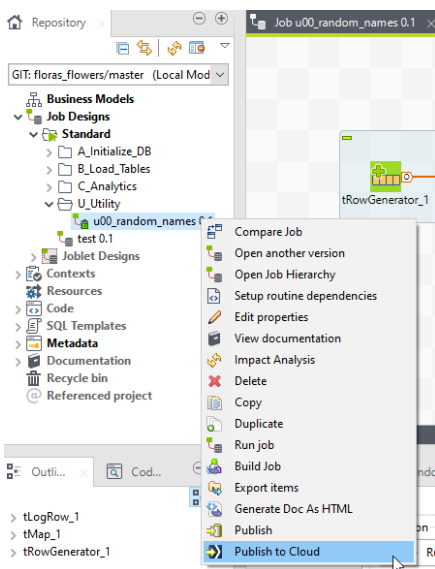 Repository
Job u00_random_names 0.1
GIT: floras_flowers/master (Local Mod
Business Models
Job Designs
Standard
A_Initialize_DB
B_Load_Tables
C_Analytics
U_Utility
u00_random_names 0.1
test 0.1
Joblet Designs
Contexts
Resources
Code
SQL Templates
Metadata
Documentation
Recycle bin
Referenced project
tRowGenerator_1
Compare Job
Open another version
Open Job Hierarchy
Setup routine dependencies
Edit properties
View documentation
Impact Analysis
Delete
Copy
Duplicate
Run job
Build Job
Export items
Generate Doc As HTML
Publish
Publish to Cloud
Outli...
Cod...
tLogRow_1
tMap_1
tRowGenerator_1